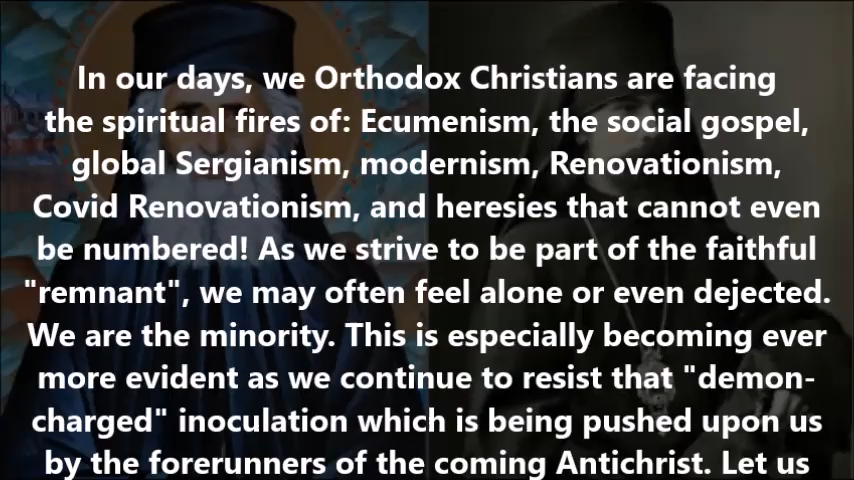 In our days, we Orthodox Christians are facing
the spiritual fires of: Ecumenism, the social gospel,
global Sergianism, modernism, Renovationism,
Covid Renovationism, and heresies that cannot even
be numbered! As we strive to be part of the faithful
"remnant", we may often feel alone or even dejected.
We are the minority. This is especially becoming ever
more evident as we continue to resist that "demon-
charged" inoculation which is being pushed upon us
by the forerunners of the coming Antichrist. Let us